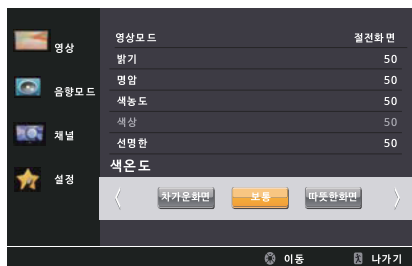 영상
음향모드
채널
설정
영상모드 절전화면
밝기 50
명암 50
색농도 50
색상 50
선명한 50
색온도
차가운화면 보통 따뜻한화면
이동 나가기